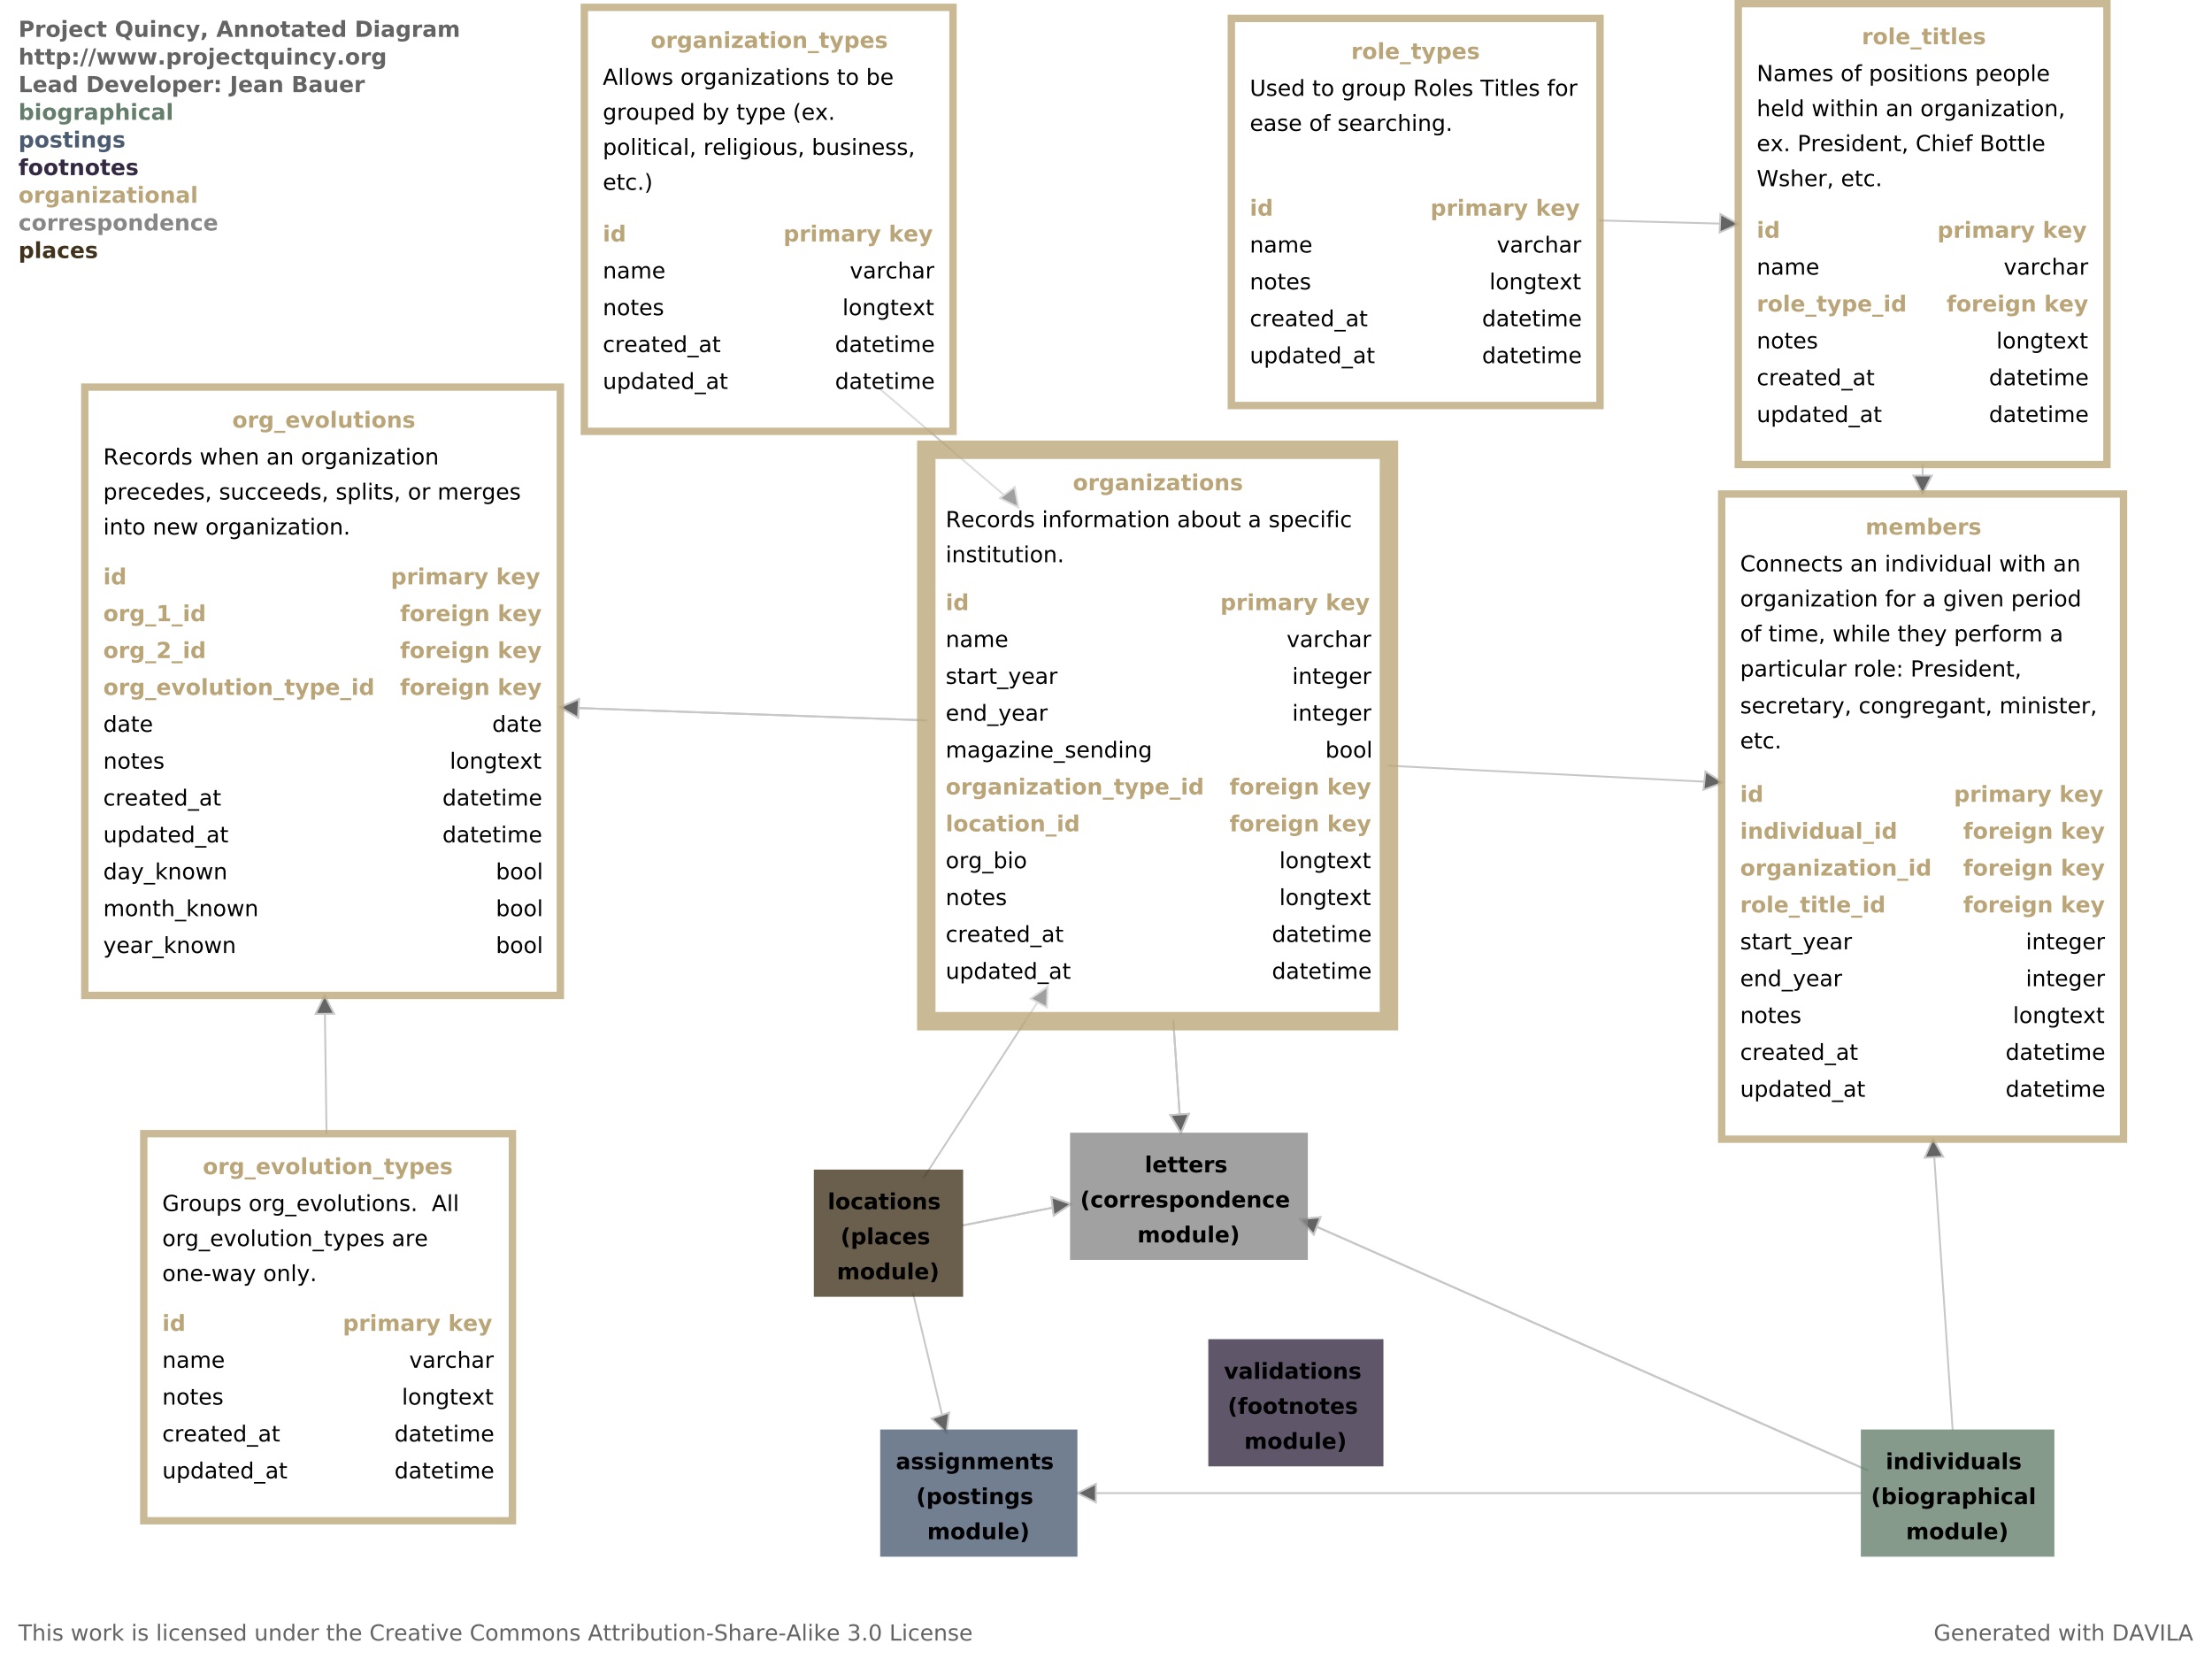 Project Quincy, Annotated Diagram
http://www.projectquincy.org
Lead Developer: Jean Bauer
biographical
postings
footnotes
organizational
correspondence
places
organization_types
Allows organizations to be
grouped by type (ex.
political, religious, business,
etc.)
id primary key
name varchar
notes longtext
created_at datetime
updated_at datetime
role_types
Used to group Roles Titles for
ease of searching.
id primary key
name varchar
notes longtext
created_at datetime
updated_at datetime
role_titles
Names of positions people
held within an organization,
ex. President, Chief Bottle
Wsher, etc.
id primary key
name varchar
role_type_id foreign key
notes longtext
created_at datetime
updated_at datetime
org_evolutions
Records when an organization
precedes, succeeds, splits, or merges
into new organization.
id primary key
org_1_id foreign key
org_2_id foreign key
org_evolution_type_id foreign key
date date
notes longtext
created_at datetime
updated_at datetime
day_known bool
month_known bool
year_known bool
organizations
Records information about a specific
institution.
id primary key
name varchar
start_year integer
end_year integer
magazine_sending bool
organization_type_id foreign key
location_id foreign key
org_bio longtext
notes longtext
created_at datetime
updated_at datetime
members
Connects an individual with an
organization for a given period
of time, while they perform a
particular role: President,
secretary, congregant, minister,
etc.
id primary key
individual_id foreign key
organization_id foreign key
role_title_id foreign key
start_year integer
end_year integer
notes longtext
created_at datetime
updated_at datetime
org_evolution_types
Groups org_evolutions.  All
org_evolution_types are
one-way only.
id primary key
name varchar
notes longtext
created_at datetime
updated_at datetime
locations
(places
module)
letters
(correspondence
module)
validations
(footnotes
module)
assignments
(postings
module)
individuals
(biographical
module)
This work is licensed under the Creative Commons Attribution-Share-Alike 3.0 License
Generated with DAVILA